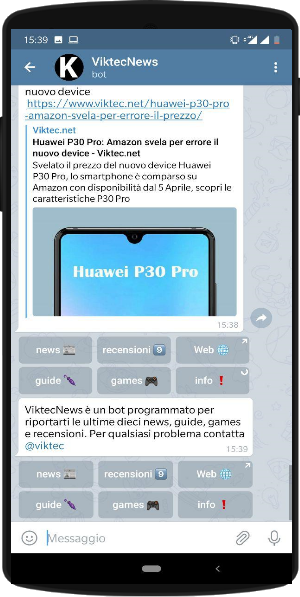 15:39
K
ViktecNews
bot
nuovo device
https://www.viktec.net/huawei-p30-pro
-amazon-svela-per-errore-il-prezzo/
Viktec.net
Huawei P30 Pro: Amazon svela per errore il
nuovo device - Viktec.net
Svelato il prezzo del nuovo device Huawei
P30 Pro, lo smartphone è comparso su
Amazon con disponibilità dal 5 Aprile, scopri le
caratteristiche P30 Pro
Huawei P30 Pro
15:38
news 📰 recensioni 9️⃣ Web 🌐
guide games 🎮 info ❗
ViktecNews è un bot programmato per
riportarti le ultime dieci news, guide, games
e recensioni. Per qualsiasi problema contatta
@viktec
15:39
news 📰 recensioni 9️⃣ Web 🌐
guide games 🎮 info ❗
Messaggio